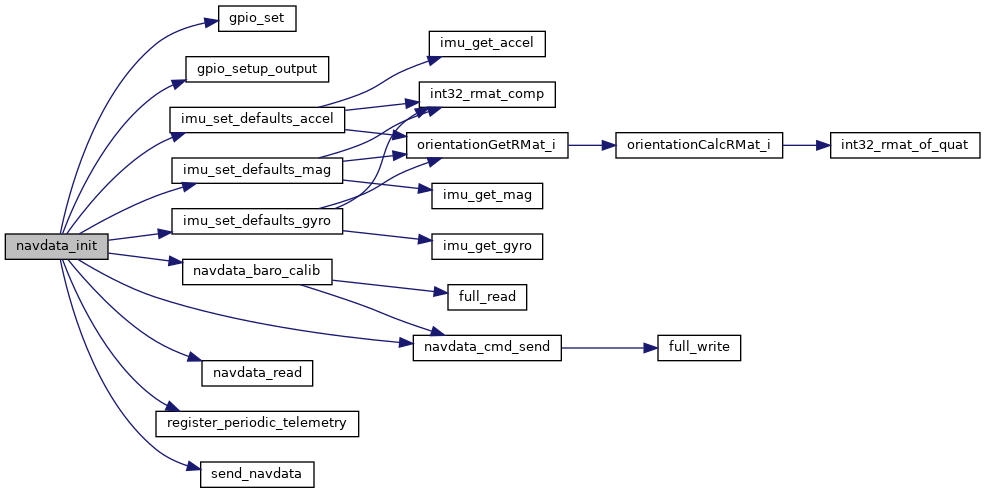 gpio_set
imu_get_accel
gpio_setup_output
int32_rmat_comp
imu_set_defaults_accel
orientationGetRMat_i
orientationCalcRMat_i
int32_rmat_of_quat
imu_set_defaults_mag
imu_get_mag
imu_set_defaults_gyro
navdata_init
imu_get_gyro
navdata_baro_calib
full_read
navdata_cmd_send
full_write
navdata_read
register_periodic_telemetry
send_navdata